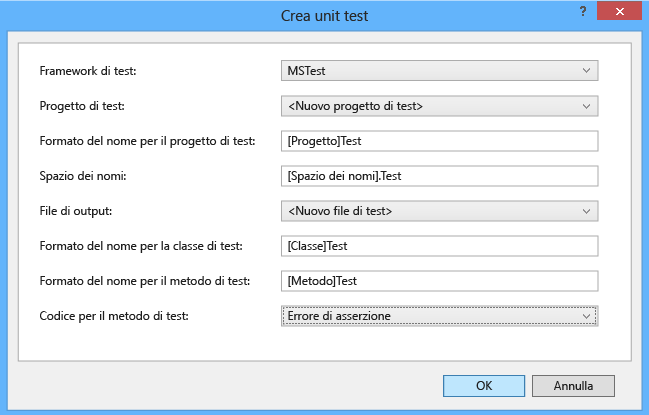 Crea unit test
?
Framework di test: MSTest
Progetto di test: <Nuovo progetto di test>
Formato del nome per il progetto di test: [Progetto]Test
Spazio dei nomi: [Spazio dei nomi].Test
File di output: <Nuovo file di test>
Formato del nome per la classe di test: [Classe]Test
Formato del nome per il metodo di test: [Metodo]Test
Codice per il metodo di test: Errore di asserzione
OK Annulla